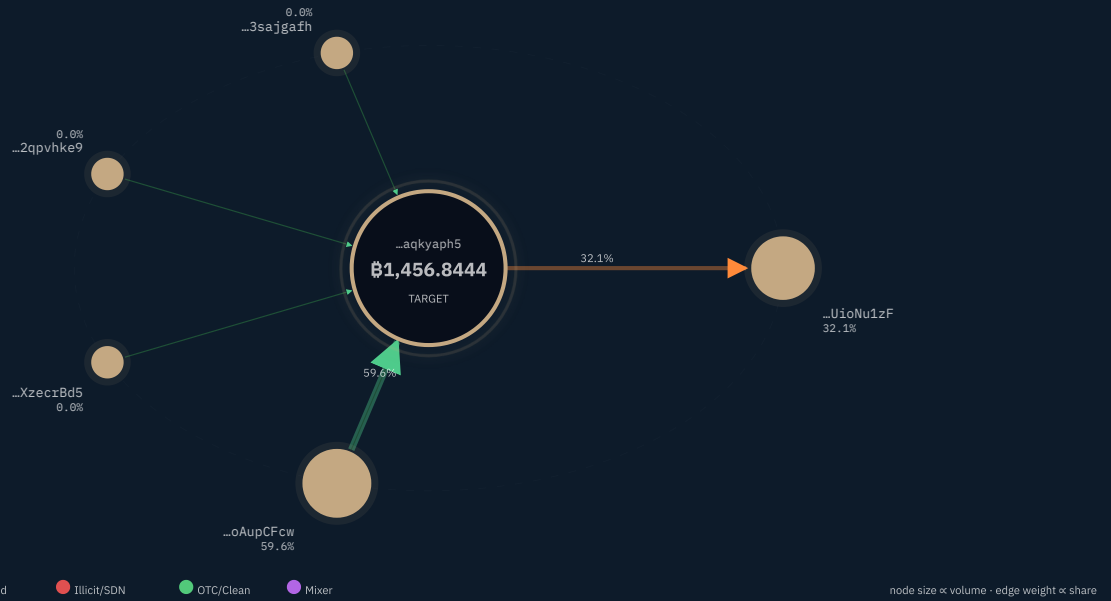 0.0%
…3sajgafh
0.0%
…2qpvhke9
…aqkyaph5
₿1,456.8444
TARGET
32.1%
…UioNu1zF
32.1%
59.6%
…XzecrBd5
0.0%
…oAupCFcw
59.6%
d
Illicit/SDN
OTC/Clean
Mixer
node size ∝ volume · edge weight ∝ share